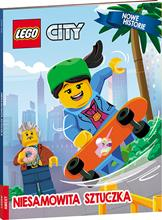 LEGO CITY
NOWE
HISTORIE
NIESAMOWITA SZTUCZKA